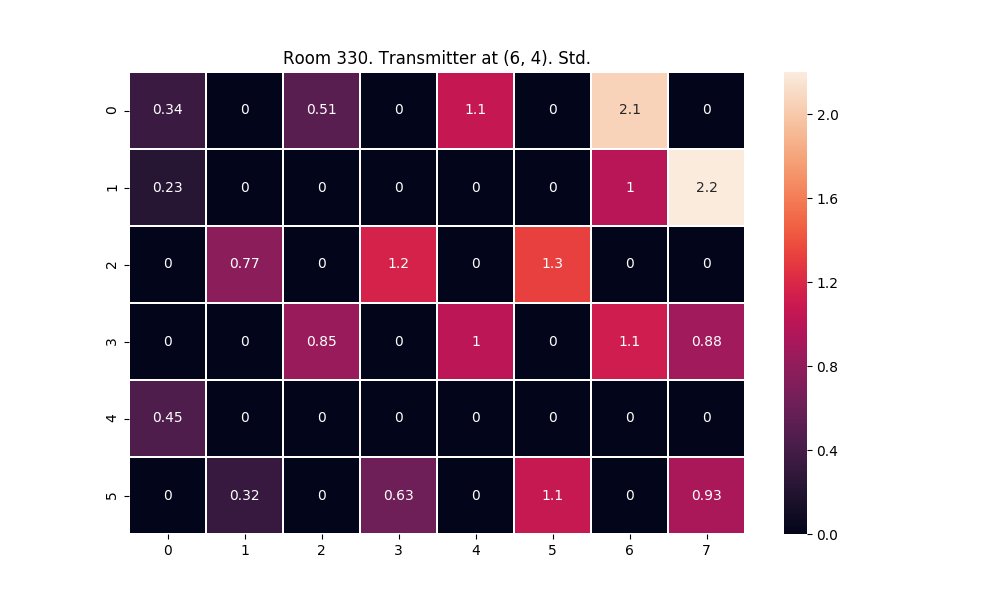 Room 330. Transmitter at (6, 4). Std.
0 0.34 0 0.51 0 1.1 0 2.1 0
1 0.23 0 0 0 0 0 1 2.2
2 0 0.77 0 1.2 0 1.3 0 0
3 0 0 0.85 0 1 0 1.1 0.88
4 0.45 0 0 0 0 0 0 0
5 0 0.32 0 0.63 0 1.1 0 0.93
0 1 2 3 4 5 6 7
2.0
1.6
1.2
0.8
0.4
0.0